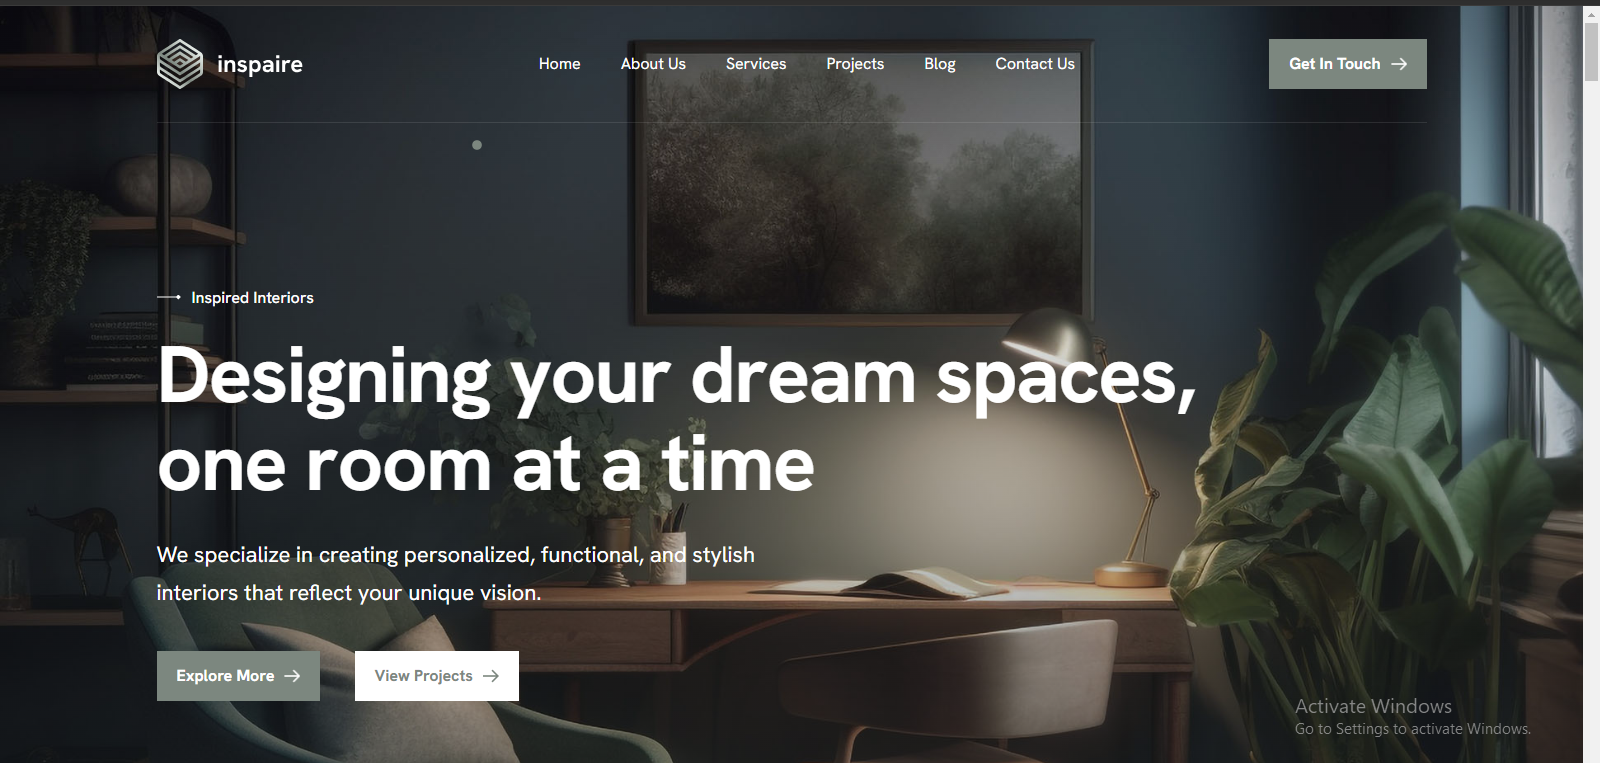 inspaire
Home About Us Services Projects Blog Contact Us
Get In Touch
Inspired Interiors
Designing your dream spaces,
one room at a time
We specialize in creating personalized, functional, and stylish
interiors that reflect your unique vision.
Explore More
View Projects
Activate Windows
Go to Settings to activate Windows.